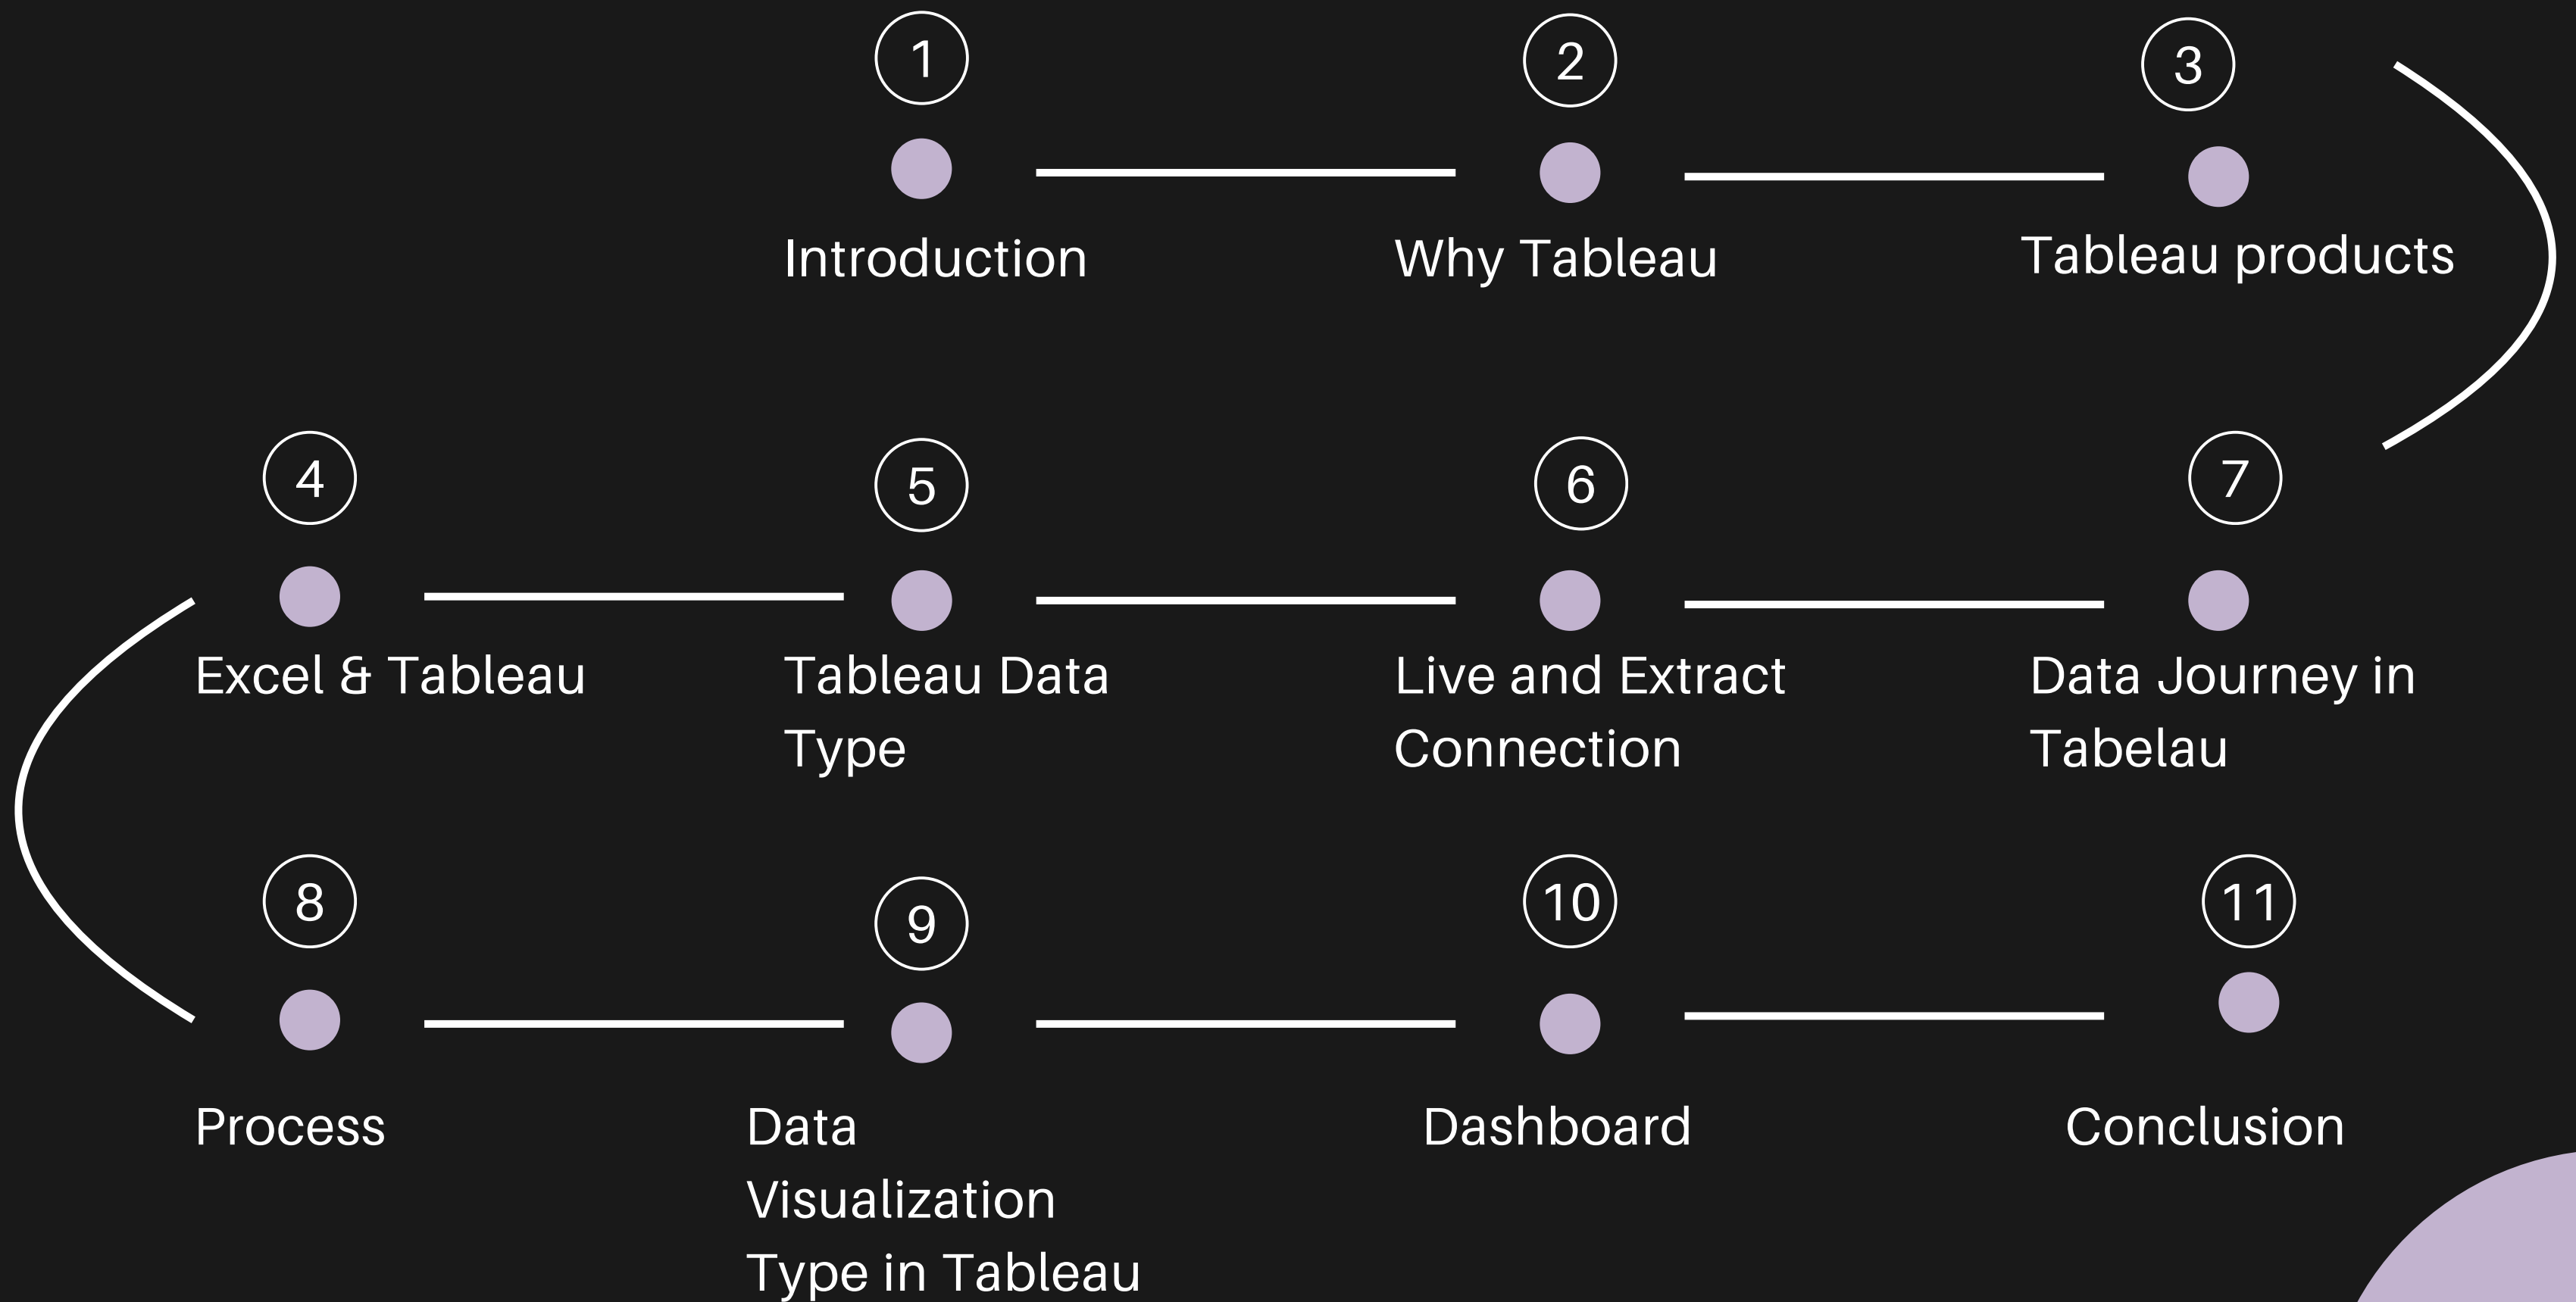 1
Introduction
2
Why Tableau
3
Tableau products
4
Excel & Tableau
5
Tableau Data
Type
6
Live and Extract
Connection
7
Data Journey in
Tabelau
8
Process
9
Data
Visualization
Type in Tableau
10
Dashboard
11
Conclusion